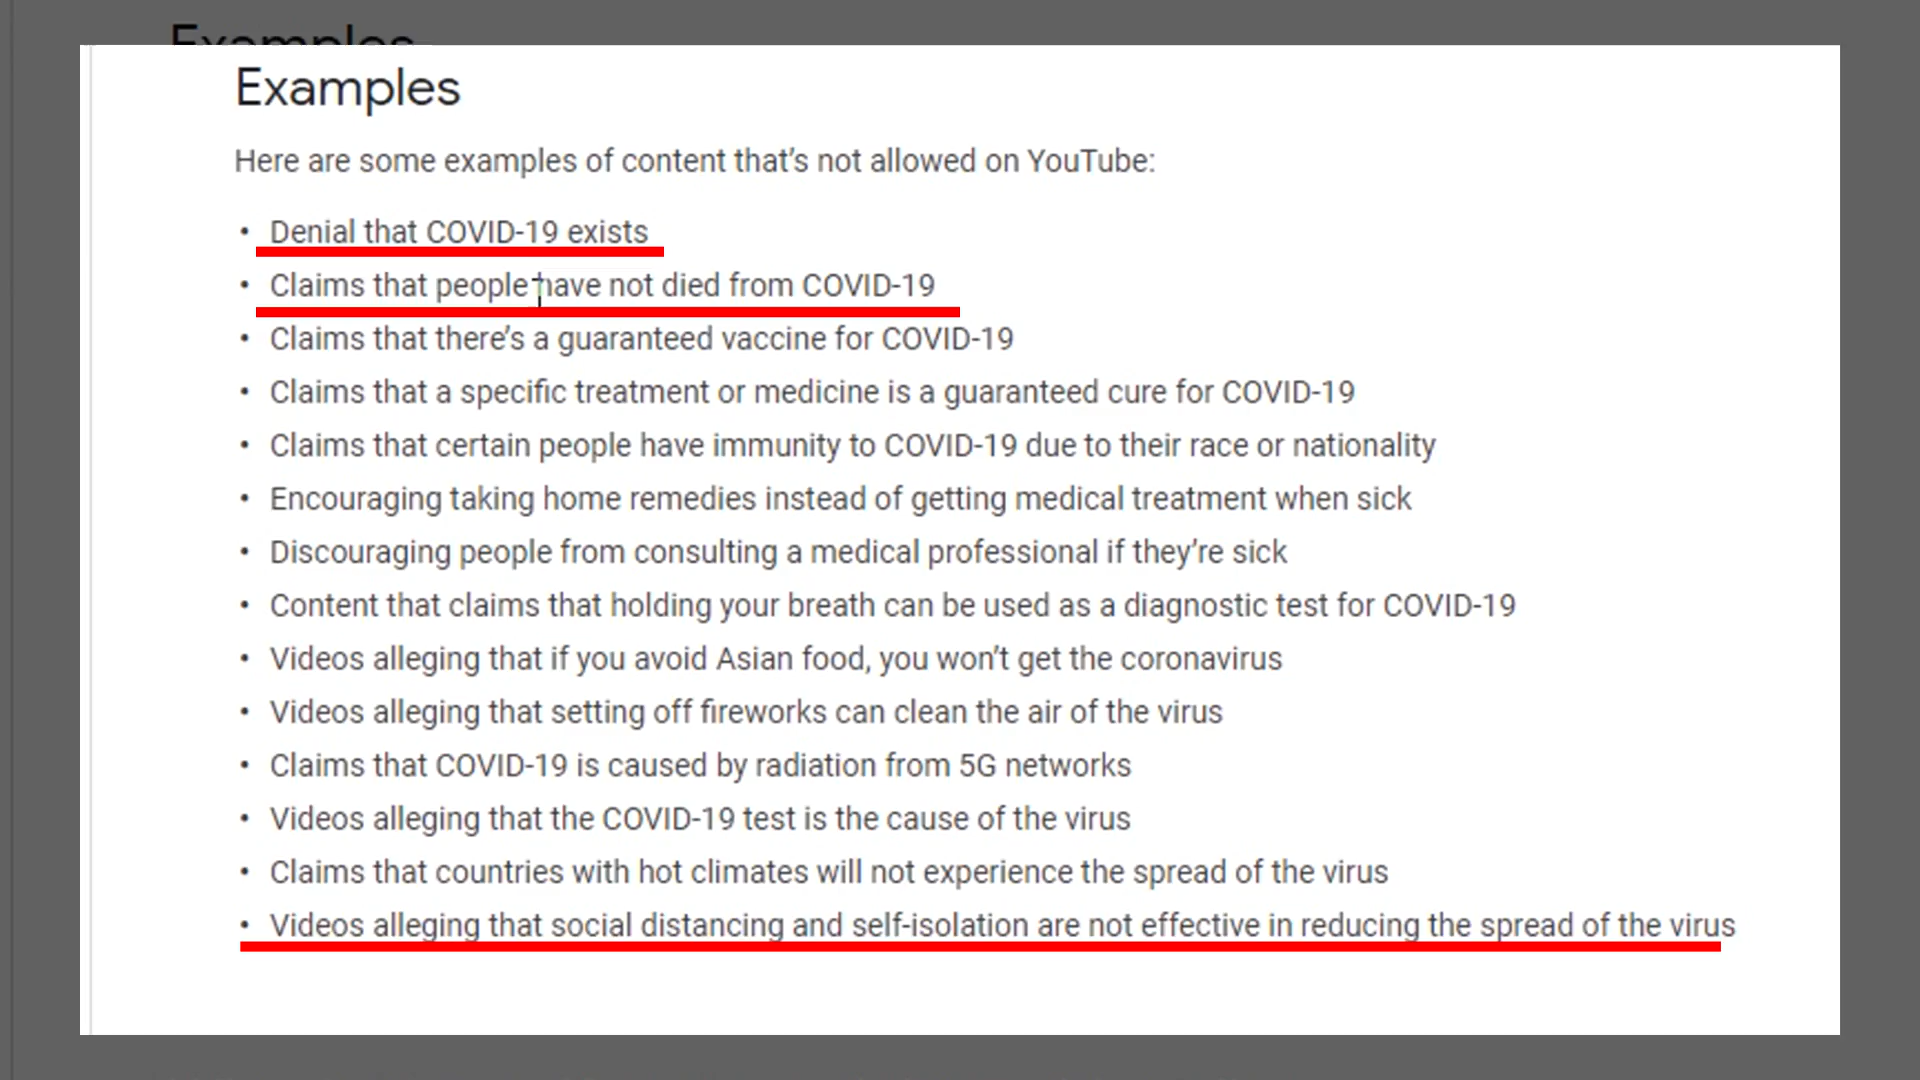 Examples
Examples
Here are some examples of content that's not allowed on YouTube:
• Denial that COVID-19 exists
• Claims that people have not died from COVID-19
• Claims that there's a guaranteed vaccine for COVID-19
• Claims that a specific treatment or medicine is a guaranteed cure for COVID-19
• Claims that certain people have immunity to COVID-19 due to their race or nationality
• Encouraging taking home remedies instead of getting medical treatment when sick
• Discouraging people from consulting a medical professional if they're sick
• Content that claims that holding your breath can be used as a diagnostic test for COVID-19
• Videos alleging that if you avoid Asian food, you won't get the coronavirus
• Videos alleging that setting off fireworks can clean the air of the virus
• Claims that COVID-19 is caused by radiation from 5G networks
• Videos alleging that the COVID-19 test is the cause of the virus
• Claims that countries with hot climates will not experience the spread of the virus
• Videos alleging that social distancing and self-isolation are not effective in reducing the spread of the virus